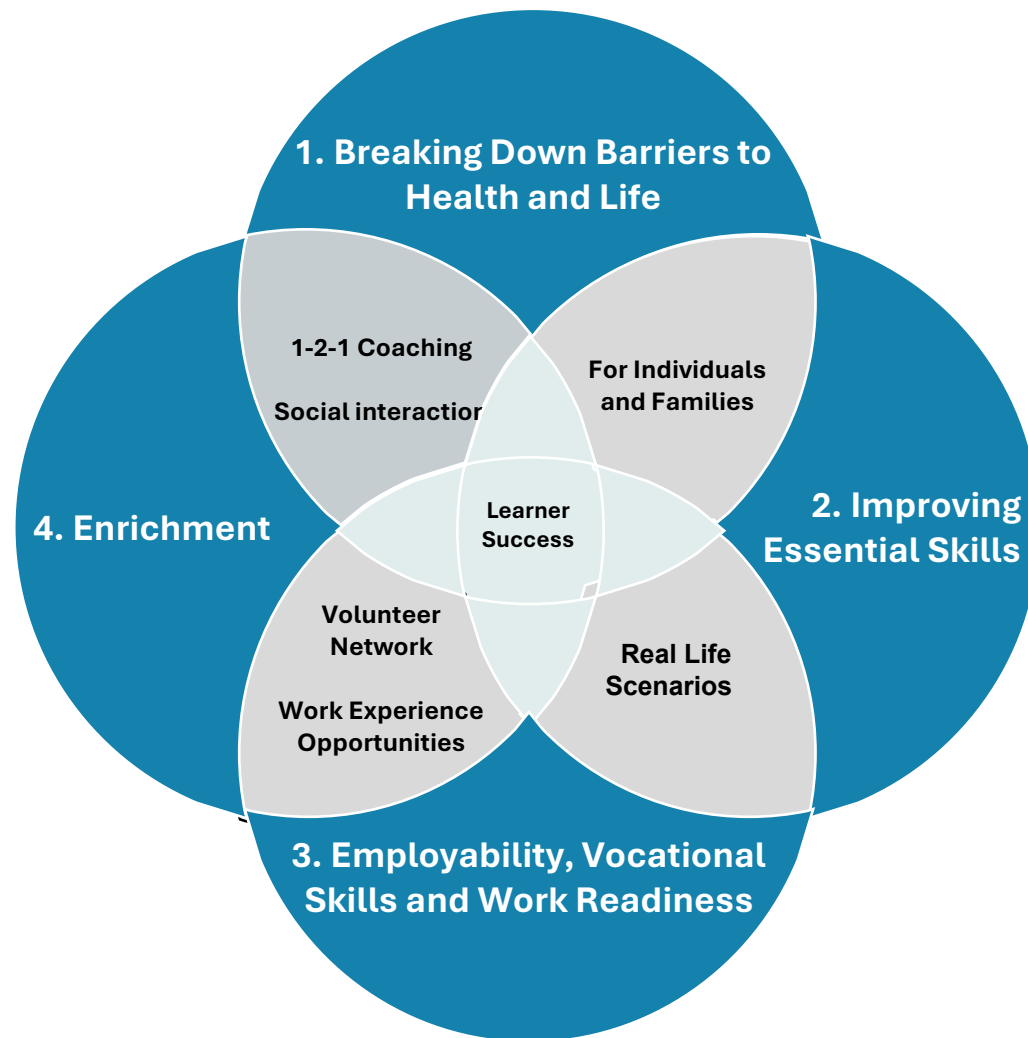 1. Breaking Down Barriers to
Health and Life
1-2-1 Coaching
Social interaction
For Individuals
and Families
4. Enrichment
Learner
Success
2. Improving
Essential Skills
Volunteer
Network
Work Experience
Opportunities
Real Life
Scenarios
3. Employability, Vocational
Skills and Work Readiness